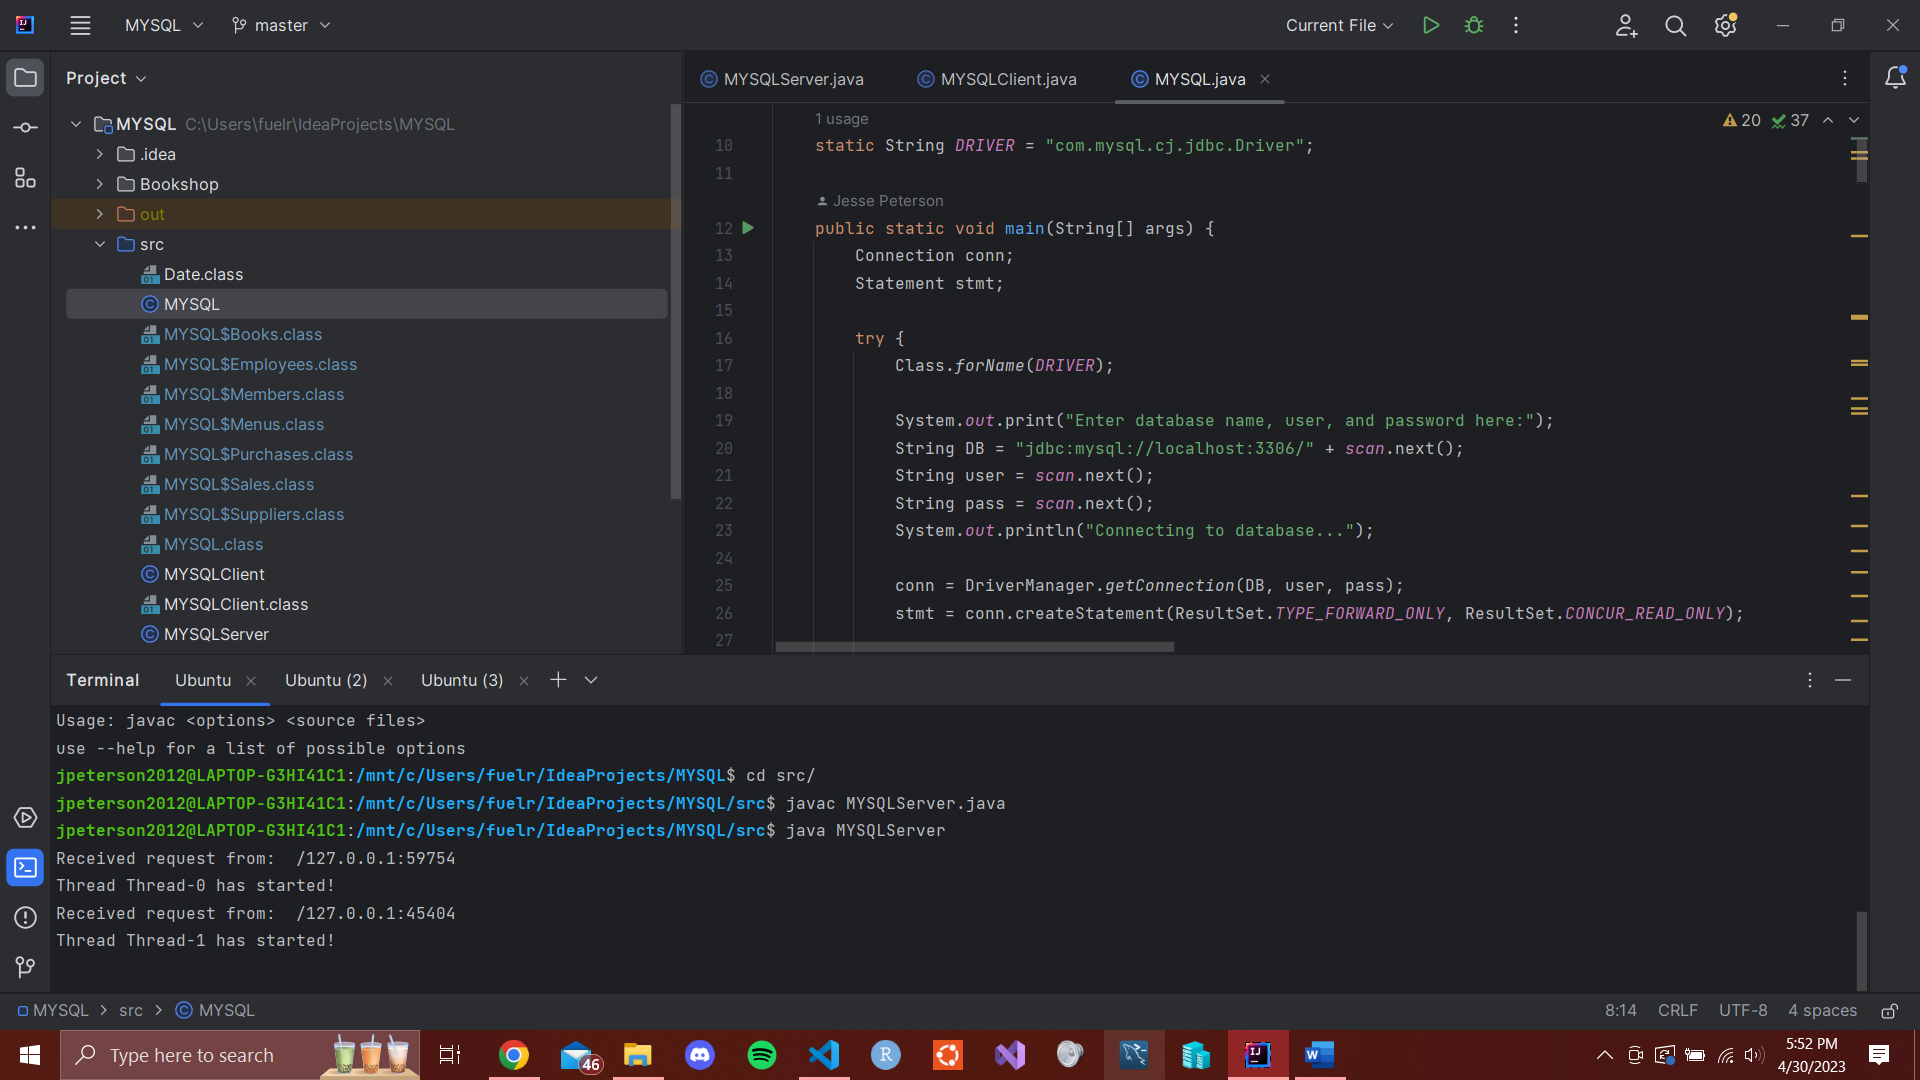 MYSQL
master
Current File
Project
MYSQLServer.java
MYSQLClient.java
MYSQL.java
MYSQL C:\Users\fuelr\IdeaProjects\MYSQL
.idea
Bookshop
out
src
Date.class
MYSQL
MYSQL$Books.class
MYSQL$Employees.class
MYSQL$Members.class
MYSQL$Menus.class
MYSQL$Purchases.class
MYSQL$Sales.class
MYSQL$Suppliers.class
MYSQL.class
MYSQLClient
MYSQLClient.class
MYSQLServer
1 usage
20 37
10 static String DRIVER = "com.mysql.cj.jdbc.Driver";
11
Jesse Peterson
12 public static void main(String[] args) {
13 Connection conn;
14 Statement stmt;
15
16 try {
17 Class.forName(DRIVER);
18
19 System.out.print("Enter database name, user, and password here:");
20 String DB = "jdbc:mysql://localhost:3306/" + scan.next();
21 String user = scan.next();
22 String pass = scan.next();
23 System.out.println("Connecting to database...");
24
25 conn = DriverManager.getConnection(DB, user, pass);
26 stmt = conn.createStatement(ResultSet.TYPE_FORWARD_ONLY, ResultSet.CONCUR_READ_ONLY);
27
Terminal Ubuntu Ubuntu (2) Ubuntu (3)
Usage: javac <options> <source files>
use --help for a list of possible options
jpeterson2012@LAPTOP-G3HI41C1:/mnt/c/Users/fuelr/IdeaProjects/MYSQL$ cd src/
jpeterson2012@LAPTOP-G3HI41C1:/mnt/c/Users/fuelr/IdeaProjects/MYSQL/src$ javac MYSQLServer.java
jpeterson2012@LAPTOP-G3HI41C1:/mnt/c/Users/fuelr/IdeaProjects/MYSQL/src$ java MYSQLServer
Received request from:  /127.0.0.1:59754
Thread Thread-0 has started!
Received request from:  /127.0.0.1:45404
Thread Thread-1 has started!
MYSQL > src > MYSQL
8:14 CRLF UTF-8 4 spaces
Type here to search
46
5:52 PM
4/30/2023